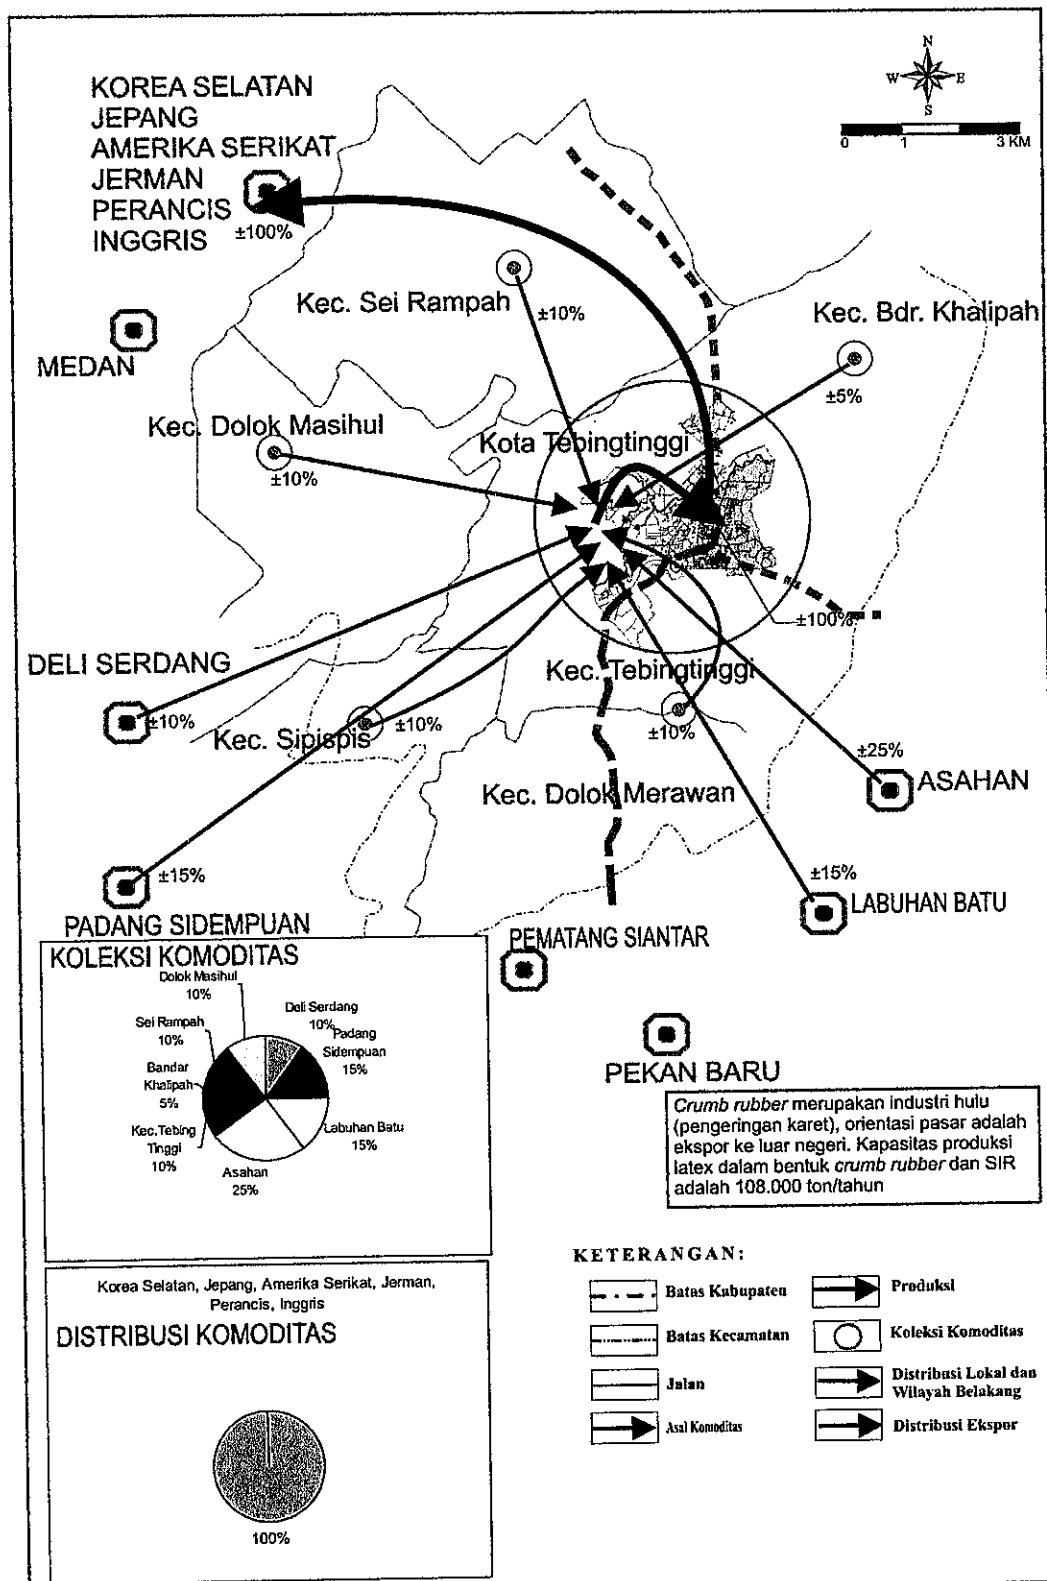 KOREA SELATAN
JEPANG
AMERIKA SERIKAT
JERMAN
PERANCIS
INGGRIS
±100%
N
W
E
S
0
1
3 KM
Kec. Sei Rampah
±10%
Kec. Bdr. Khalipah
±5%
MEDAN
Kec. Dolok Masihul
±10%
Kota Tebingtinggi
±100%
DELI SERDANG
±10%
Kec. Sipispis
±10%
Kec. Tebingtinggi
±10%
±25%
ASAHAN
Kec. Dolok Merawan
±15%
PADANG SIDEMPUAN
±15%
LABUHAN BATU
PEMATANG SIANTAR
PEKAN BARU
KOLEKSI KOMODITAS
Dolok Masihul
10%
Deli Serdang
10%
Sei Rampah
10%
Padang
Sidempuan
15%
Bandar
Khalipah
5%
Kec.Tebing
Tinggi
10%
Labuhan Batu
15%
Asahan
25%
Crumb rubber merupakan industri hulu
(pengeringan karet), orientasi pasar adalah
ekspor ke luar negeri. Kapasitas produksi
latex dalam bentuk crumb rubber dan SIR
adalah 108.000 ton/tahun
Korea Selatan, Jepang, Amerika Serikat, Jerman,
Perancis, Inggris
DISTRIBUSI KOMODITAS
100%
KETERANGAN:
Batas Kabupaten
Batas Kecamatan
Jalan
Asal Komoditas
Produksi
Koleksi Komoditas
Distribusi Lokal dan
Wilayah Belakang
Distribusi Ekspor